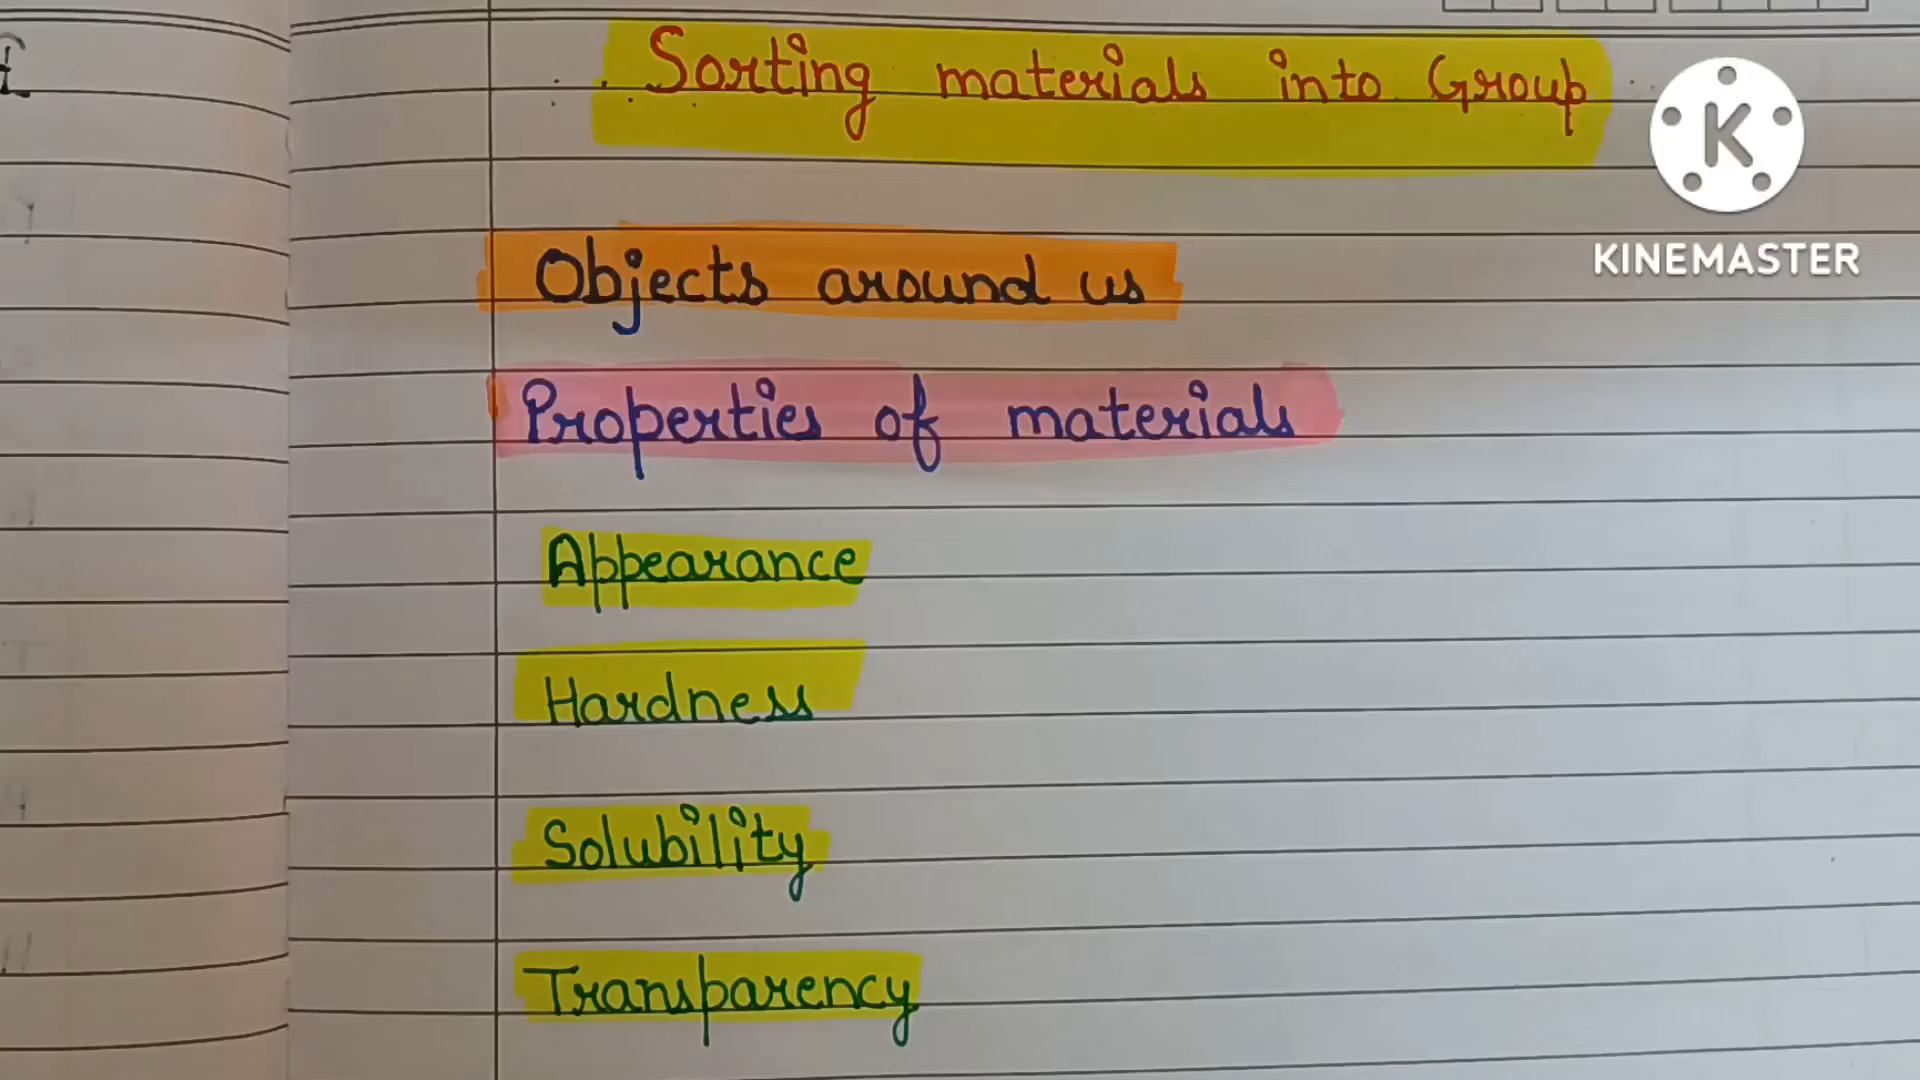 Sorting materials into Group
K
KINEMASTER
Objects around us
Properties of materials
Appearance
Hardness
Solubility
Transparency